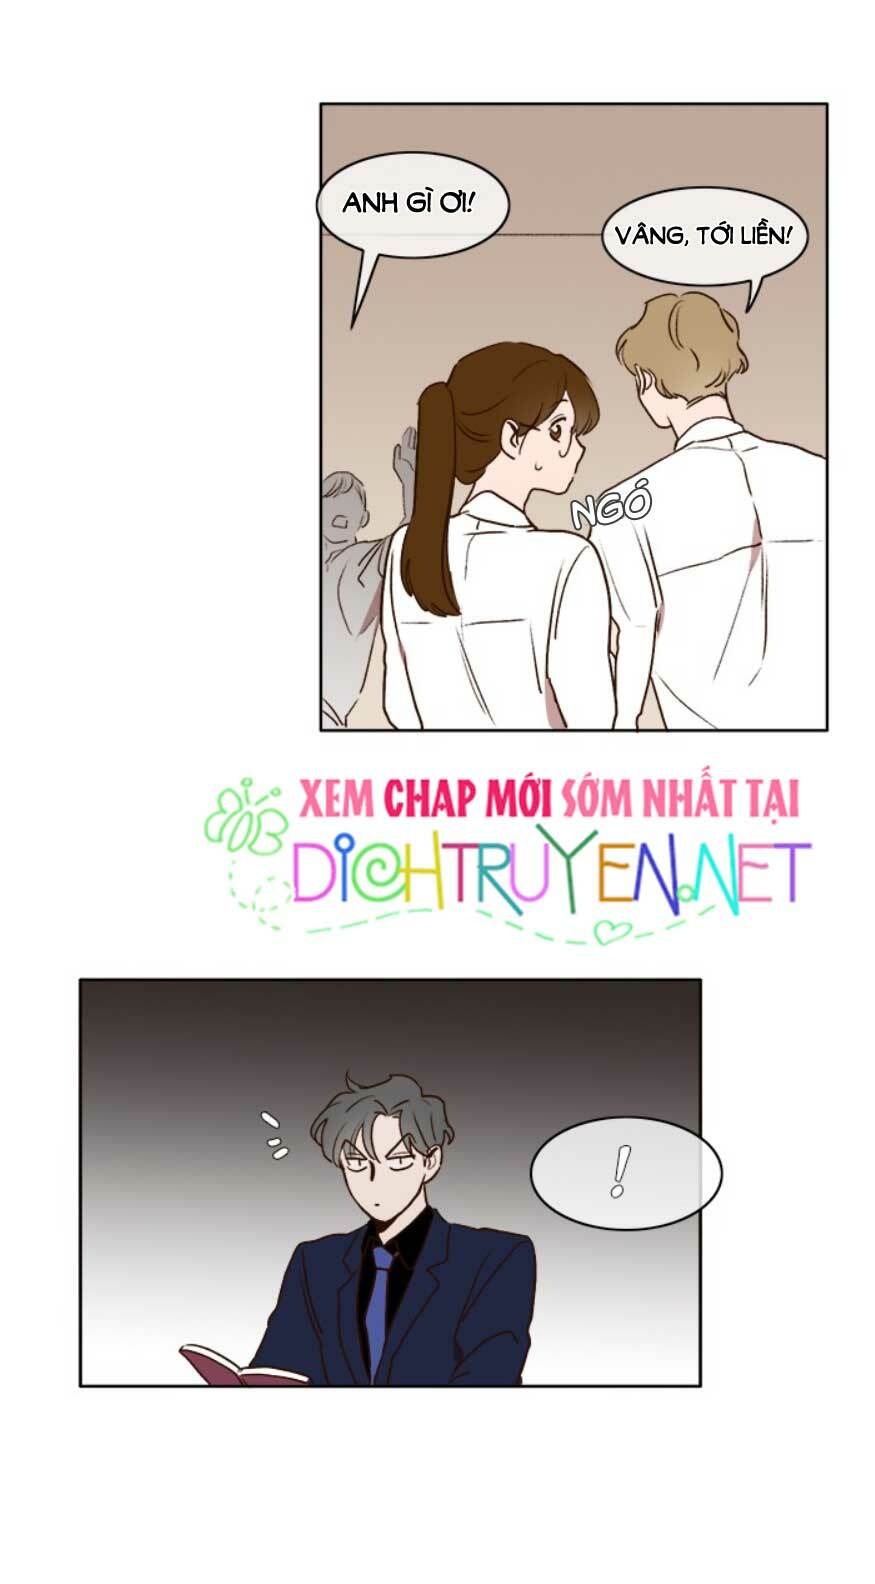 ANH GÌ ƠI!
VÂNG, TỚI LIỀN!
NGÓ
XEM CHAP MỚI SỚM NHẤT TẠI
DICHTRUYEN.NET
!